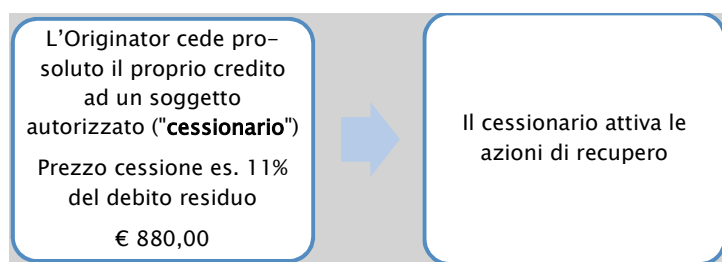 L’Originator cede pro-
soluto il proprio credito
ad un soggetto
autorizzato ("cessionario")
Prezzo cessione es. 11%
del debito residuo
€ 880,00
Il cessionario attiva le
azioni di recupero